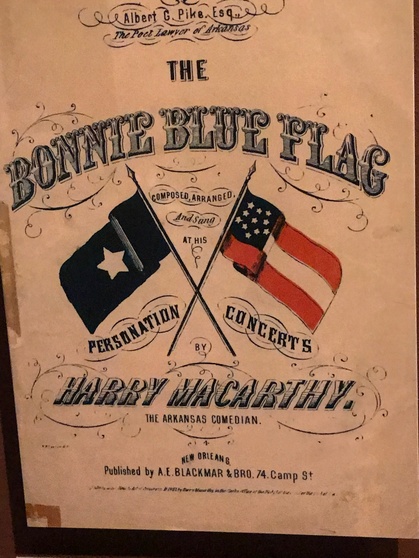 Albert G. Pike, Esq.
The Poet Lawyer of Arkansas
THE
BONNIE BLUE FLAG
COMPOSED, ARRANGED,
And Sung
AT HIS
PERSONATION CONCERTS
BY
HARRY MACARTHY.
THE ARKANSAS COMEDIAN.
NEW ORLEANS
Published by A.E. BLACKMAR & BRO. 74. Camp St